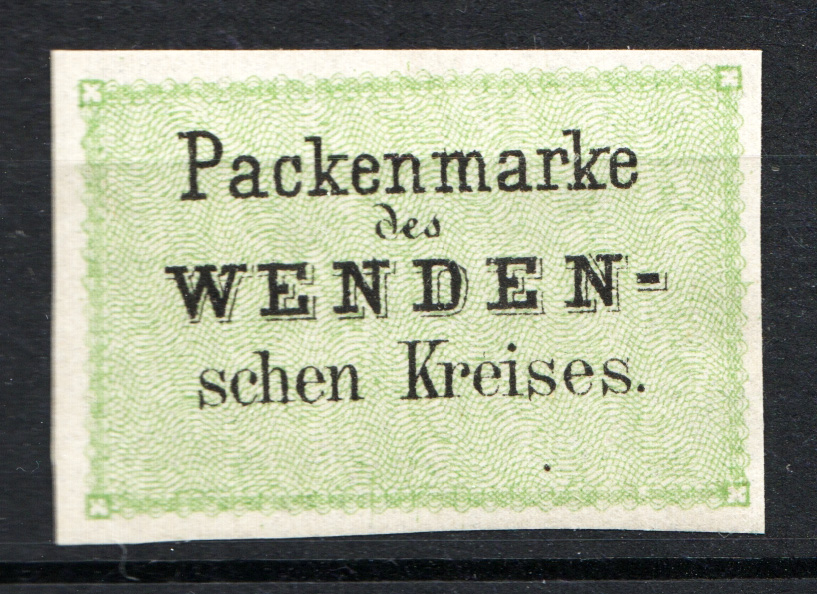 Packenmarke
des
WENDEN-
schen Kreises.